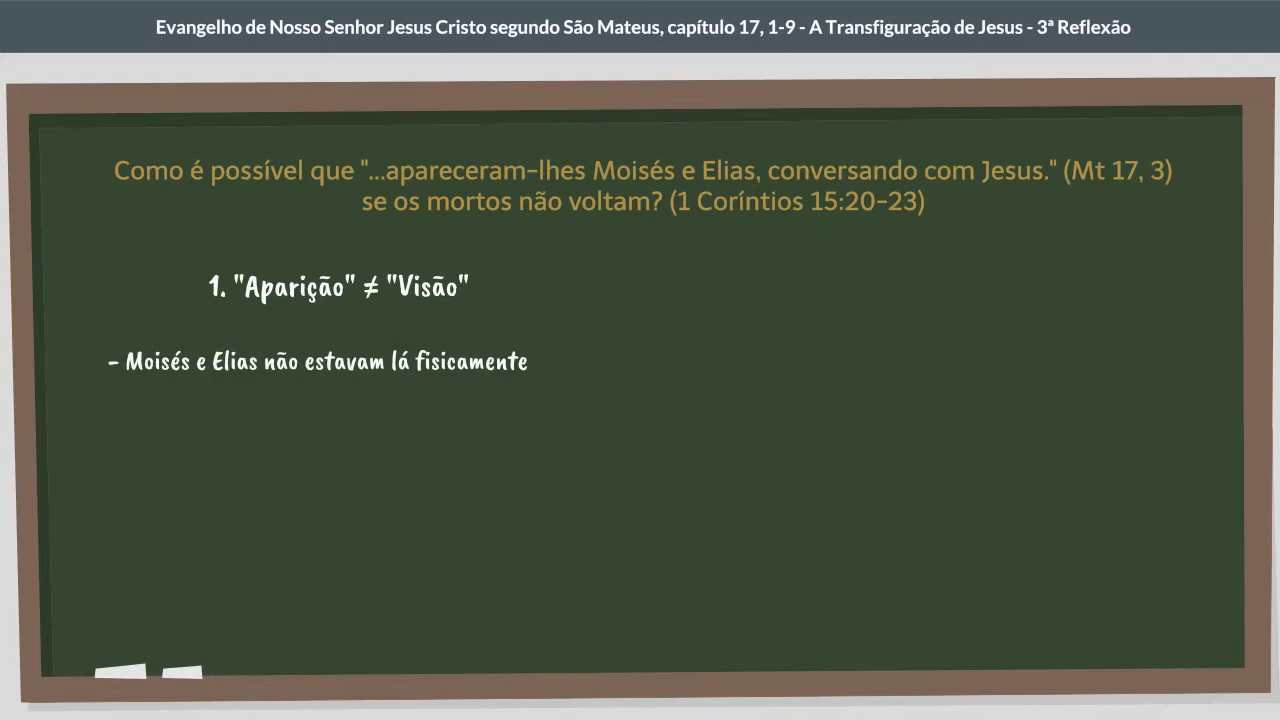 Evangelho de Nosso Senhor Jesus Cristo segundo São Mateus, capítulo 17, 1-9 - A Transfiguração de Jesus - 3ª Reflexão
Como é possível que "...apareceram-lhes Moisés e Elias, conversando com Jesus." (Mt 17, 3)
se os mortos não voltam? (1 Coríntios 15:20-23)
1. "Aparição" ≠ "Visão"
- Moisés e Elias não estavam lá fisicamente